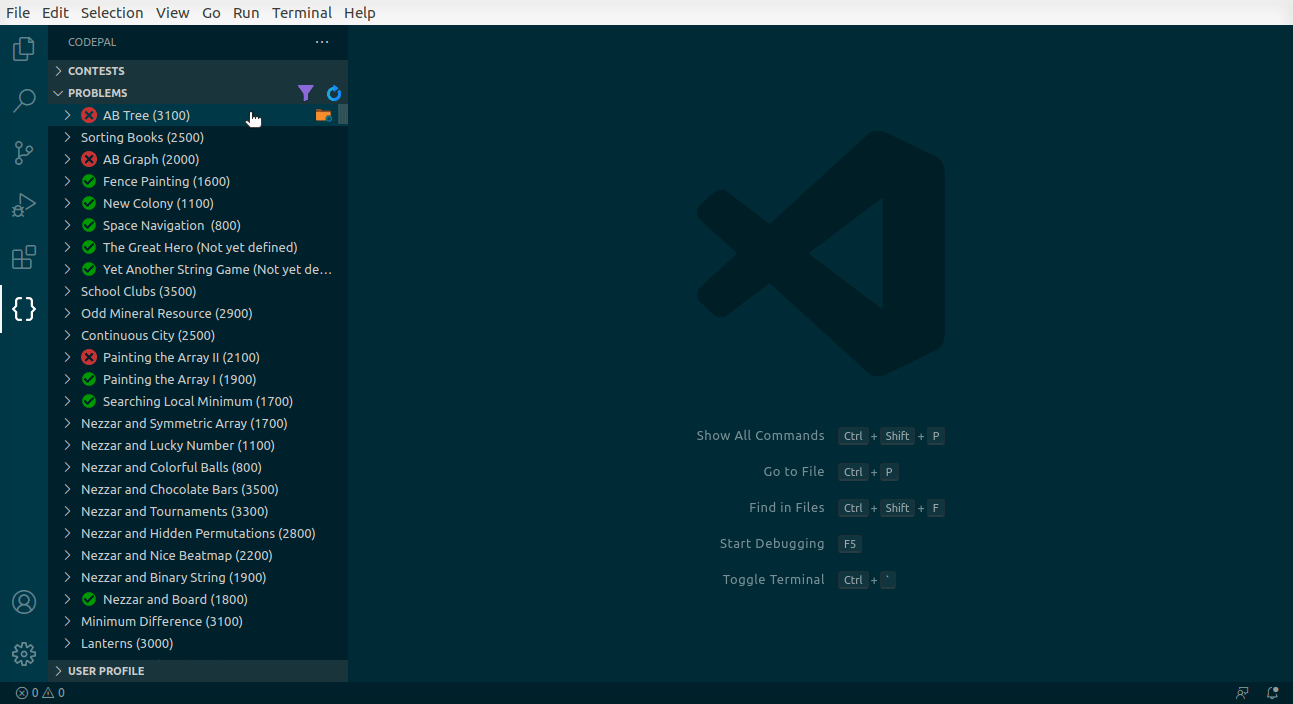 File Edit Selection View Go Run Terminal Help
CODEPAL
CONTESTS
PROBLEMS
AB Tree (3100)
Sorting Books (2500)
AB Graph (2000)
Fence Painting (1600)
New Colony (1100)
Space Navigation (800)
The Great Hero (Not yet defined)
Yet Another String Game (Not yet de...
School Clubs (3500)
Odd Mineral Resource (2900)
Continuous City (2500)
Painting the Array II (2100)
Painting the Array I (1900)
Searching Local Minimum (1700)
Nezzar and Symmetric Array (1700)
Nezzar and Lucky Number (1100)
Nezzar and Colorful Balls (800)
Nezzar and Chocolate Bars (3500)
Nezzar and Tournaments (3300)
Nezzar and Hidden Permutations (2800)
Nezzar and Nice Beatmap (2200)
Nezzar and Binary String (1900)
Nezzar and Board (1800)
Minimum Difference (3100)
Lanterns (3000)
USER PROFILE
0 0
Show All Commands Ctrl + Shift + P
Go to File Ctrl + P
Find in Files Ctrl + Shift + F
Start Debugging F5
Toggle Terminal Ctrl + `